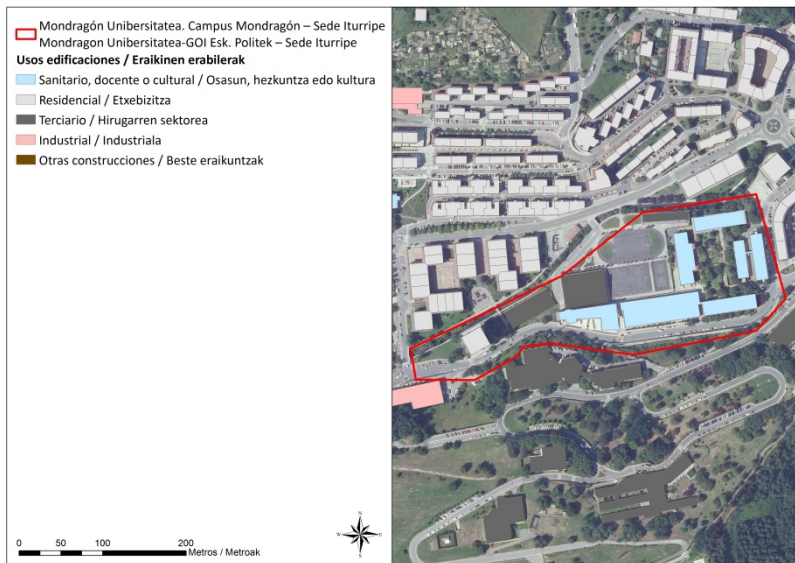 Mondragón Unibersitatea. Campus Mondragón – Sede Iturripe
Mondragon Unibersitatea-GOI Esk. Politek – Sede Iturripe
Usos edificaciones / Eraikinen erabilerak
Sanitario, docente o cultural / Osasun, hezkuntza edo kultura
Residencial / Etxebizitza
Terciario / Hirugarren sektorea
Industrial / Industriala
Otras construcciones / Beste eraikuntzak
N
W E
S
0 50 100 200
Metros / Metroak